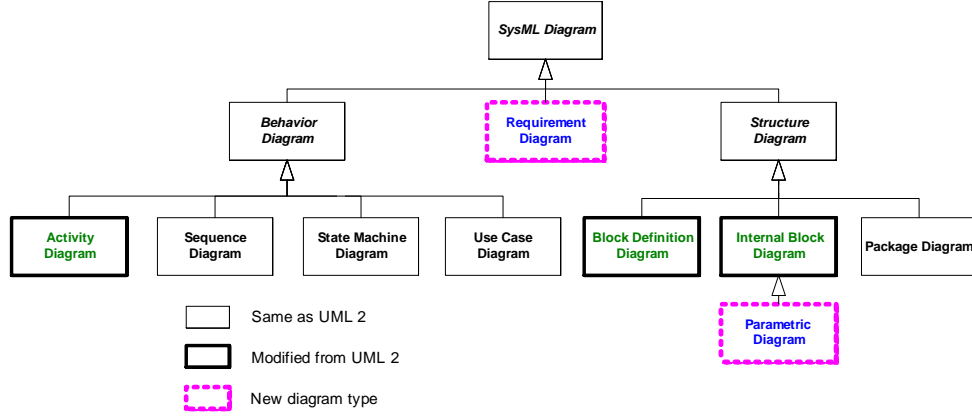 SysML Diagram
Behavior
Diagram
Requirement
Diagram
Structure
Diagram
Activity
Diagram
Sequence
Diagram
State Machine
Diagram
Use Case
Diagram
Block Definition
Diagram
Internal Block
Diagram
Package Diagram
Parametric
Diagram
Same as UML 2
Modified from UML 2
New diagram type